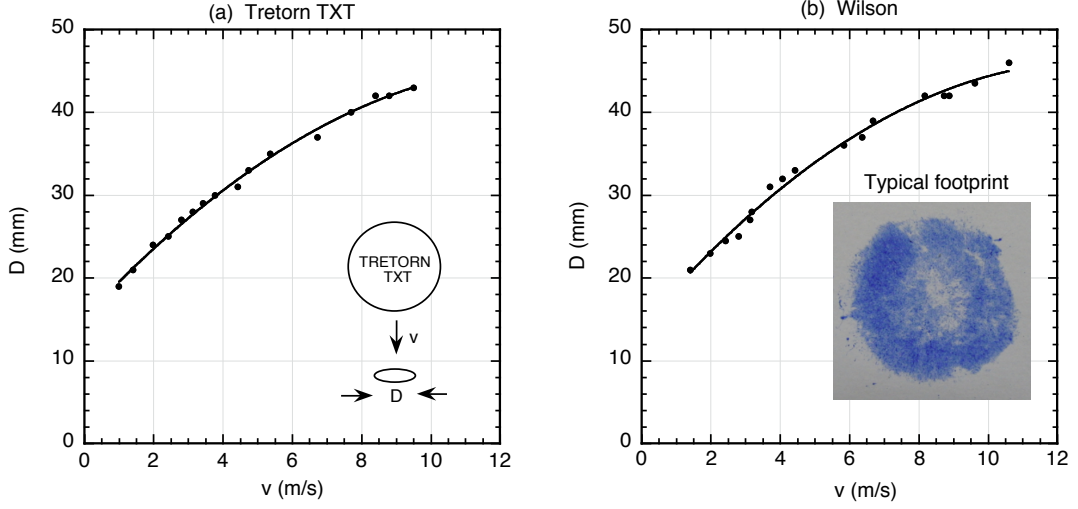 (a) Tretorn TXT
50
40
30
20
10
0
D (mm)
0 2 4 6 8 10 12
v (m/s)
TRETORN
TXT
v
D
(b) Wilson
50
40
30
20
10
0
D (mm)
0 2 4 6 8 10 12
v (m/s)
Typical footprint